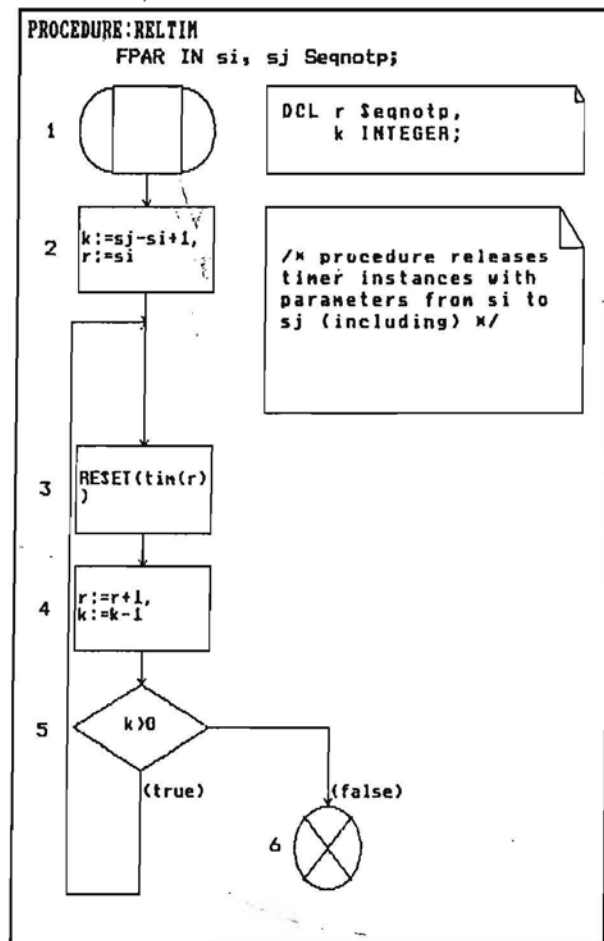 PROCEDURE:RELTIM
FPAR IN si, sj Seqnotp;
1
DCL r Seqnotp,
k INTEGER;
2
k:=sj-si+1,
r:=si
/* procedure releases
timer instances with
parameters from si to
sj (including) */
3
RESET(tim(r)
)
4
r:=r+1,
k:=k-1
5
k>0
(true)
(false)
6